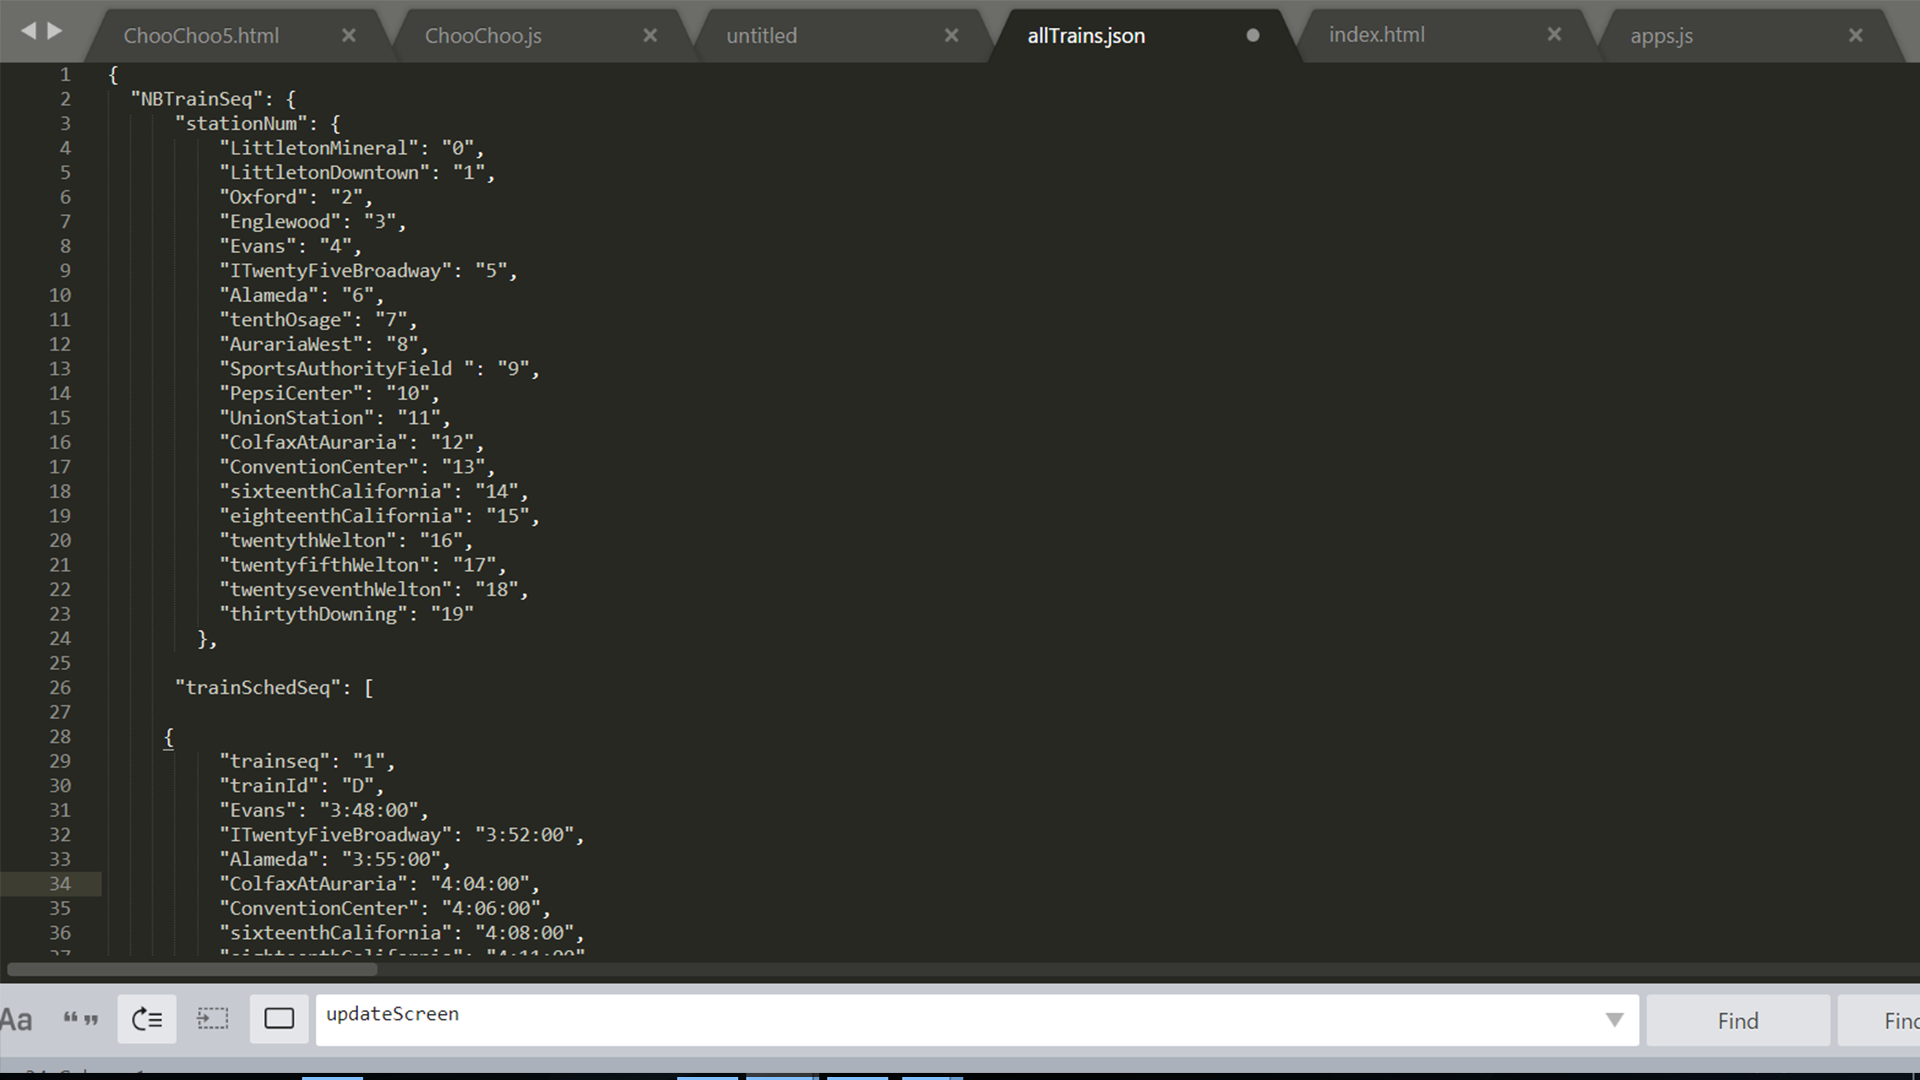 ChooChoo5.html × ChooChoo.js × untitled × allTrains.json index.html × apps.js ×
1 {
2 "NBTrainSeq": {
3 "stationNum": {
4 "LittletonMineral": "0",
5 "LittletonDowntown": "1",
6 "Oxford": "2",
7 "Englewood": "3",
8 "Evans": "4",
9 "ITwentyFiveBroadway": "5",
10 "Alameda": "6",
11 "tenthOsage": "7",
12 "AurariaWest": "8",
13 "SportsAuthorityField ": "9",
14 "PepsiCenter": "10",
15 "UnionStation": "11",
16 "ColfaxAtAuraria": "12",
17 "ConventionCenter": "13",
18 "sixteenthCalifornia": "14",
19 "eighteenthCalifornia": "15",
20 "twentythWelton": "16",
21 "twentyfifthWelton": "17",
22 "twentyseventhWelton": "18",
23 "thirtythDowning": "19"
24 },
25
26 "trainSchedSeq": [
27
28 {
29 "trainseq": "1",
30 "trainId": "D",
31 "Evans": "3:48:00",
32 "ITwentyFiveBroadway": "3:52:00",
33 "Alameda": "3:55:00",
34 "ColfaxAtAuraria": "4:04:00",
35 "ConventionCenter": "4:06:00",
36 "sixteenthCalifornia": "4:08:00",
37 "eighteenthCalifornia": "4:11:00"
Aa “” updateScreen Find Find